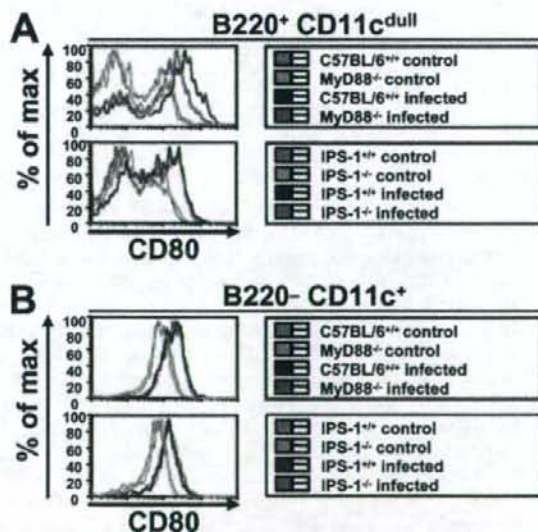 A
B220+ CD11cdull
% of max
100
80
60
40
20
0
C57BL/6+/+ control
MyD88-/- control
C57BL/6+/+ infected
MyD88-/- infected
100
80
60
40
20
0
IPS-1+/+ control
IPS-1-/- control
IPS-1+/+ infected
IPS-1-/- infected
CD80
B
B220– CD11c+
% of max
100
80
60
40
20
0
C57BL/6+/+ control
MyD88-/- control
C57BL/6+/+ infected
MyD88-/- infected
100
80
60
40
20
0
IPS-1+/+ control
IPS-1-/- control
IPS-1+/+ infected
IPS-1-/- infected
CD80